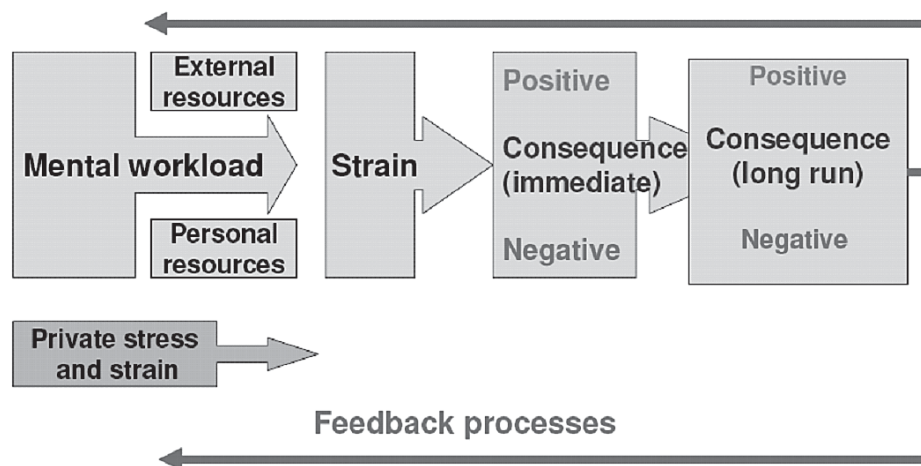 External
resources
Mental workload
Personal
resources
Strain
Positive
Consequence
(immediate)
Negative
Positive
Consequence
(long run)
Negative
Private stress
and strain
Feedback processes